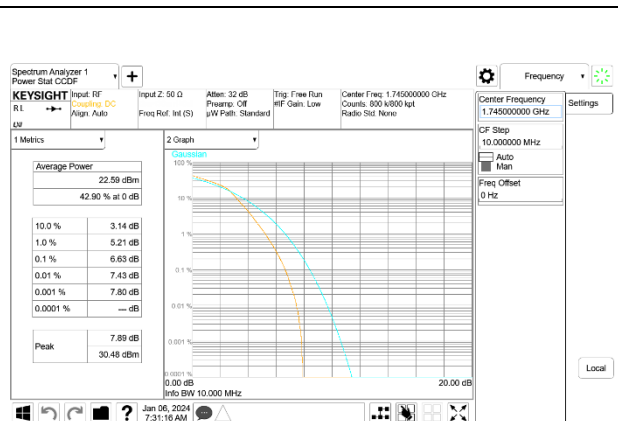 Spectrum Analyzer 1
Power Stat CCDF
Frequency
KEYSIGHT
Input: RF
Coupling: DC
Align: Auto
Input Z: 50 Ω
Freq Ref: Int (S)
Atten: 32 dB
Preamp: Off
µW Path: Standard
Trig: Free Run
#IF Gain: Low
Center Freq: 1.745000000 GHz
Counts: 800 k/800 kpt
Radio Std: None
R L
Center Frequency
1.745000000 GHz
Settings
CF Step
10.000000 MHz
Auto
Man
Freq Offset
0 Hz
1 Metrics
2 Graph
Average Power
22.59 dBm
42.90 % at 0 dB
10.0 % 3.14 dB
1.0 % 5.21 dB
0.1 % 6.63 dB
0.01 % 7.43 dB
0.001 % 7.80 dB
0.0001 % --- dB
Peak
7.89 dB
30.48 dBm
Gaussian
100 %
10 %
1 %
0.1 %
0.01 %
0.001 %
0.0001 %
0.00 dB
20.00 dB
Info BW 10.000 MHz
Local
?
Jan 06, 2024
7:31:16 AM